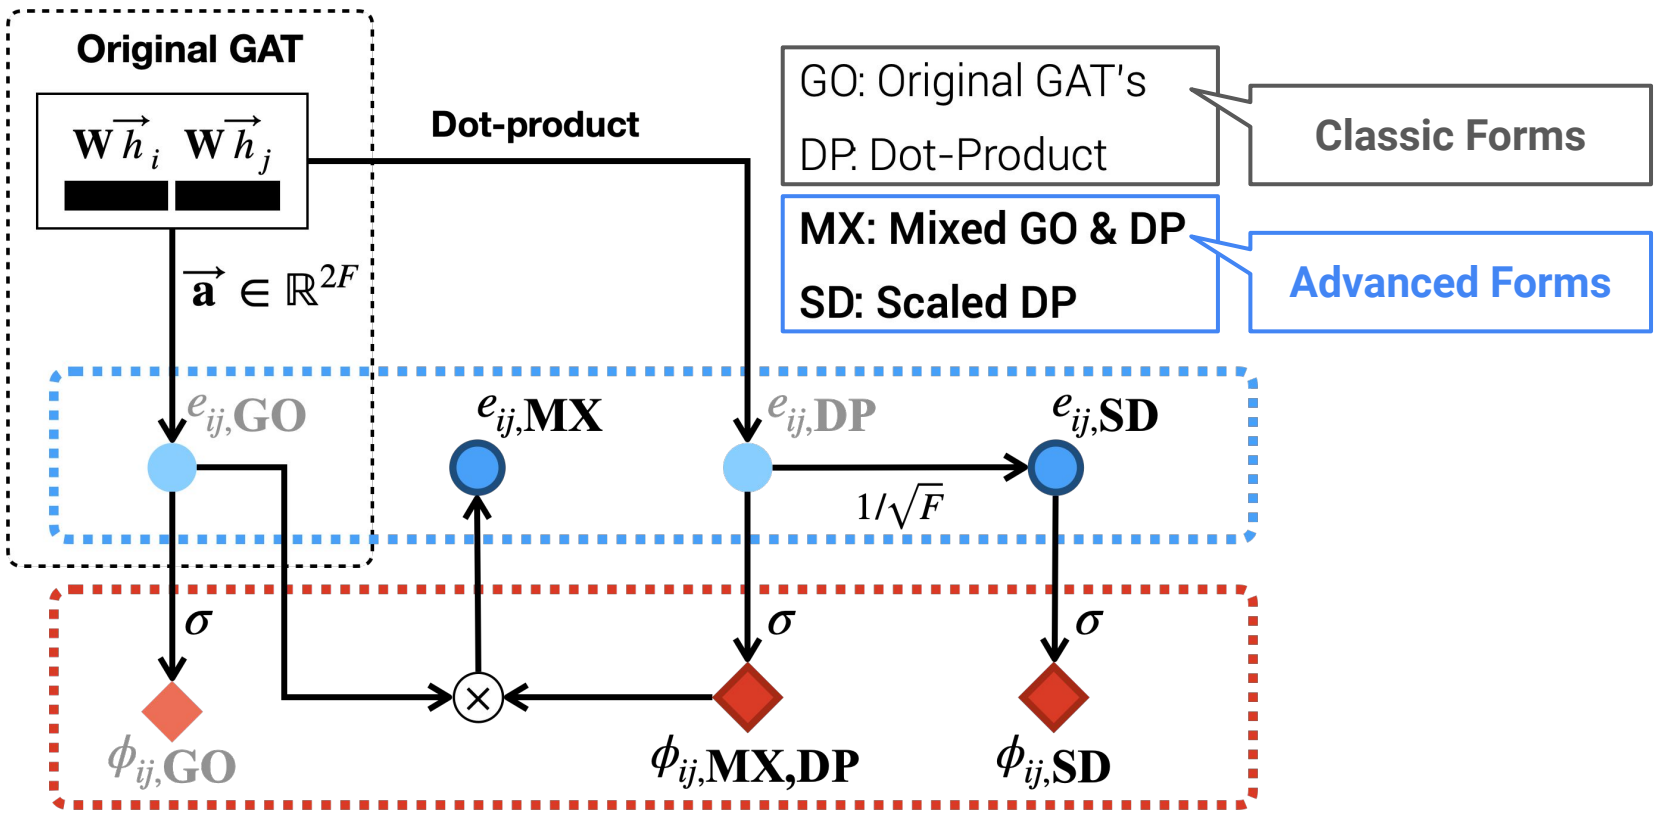 Original GAT
W h⃗ i W h⃗ j
Dot-product
a⃗ ∈ ℝ^2F
GO: Original GAT's
DP: Dot-Product
Classic Forms
MX: Mixed GO & DP
SD: Scaled DP
Advanced Forms
e_ij,GO
e_ij,MX
e_ij,DP
e_ij,SD
1/√F
σ
σ
σ
×
ϕ_ij,GO
ϕ_ij,MX,DP
ϕ_ij,SD